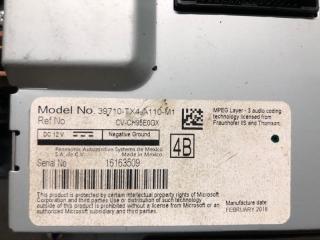 Model No. 39710-TX4-A110-M1
Ref No CV-CH95E0GX
DC 12 V Negative Ground
Panasonic Automotive Systems de Mexico
S.A. de C.V. Made in Mexico
Serial No 16163509
4B
MPEG Layer - 3 audio coding
technology licensed from
Fraunhofer IIS and Thomson.
This product is protected by certain intellectual property rights of Microsoft
Corporation and third parties. Use or distribution of such
technology outside of this product is prohibited without a license from Microsoft or an
authorized Microsoft subsidiary and third parties.
Manufacture date
FEBRUARY 2016